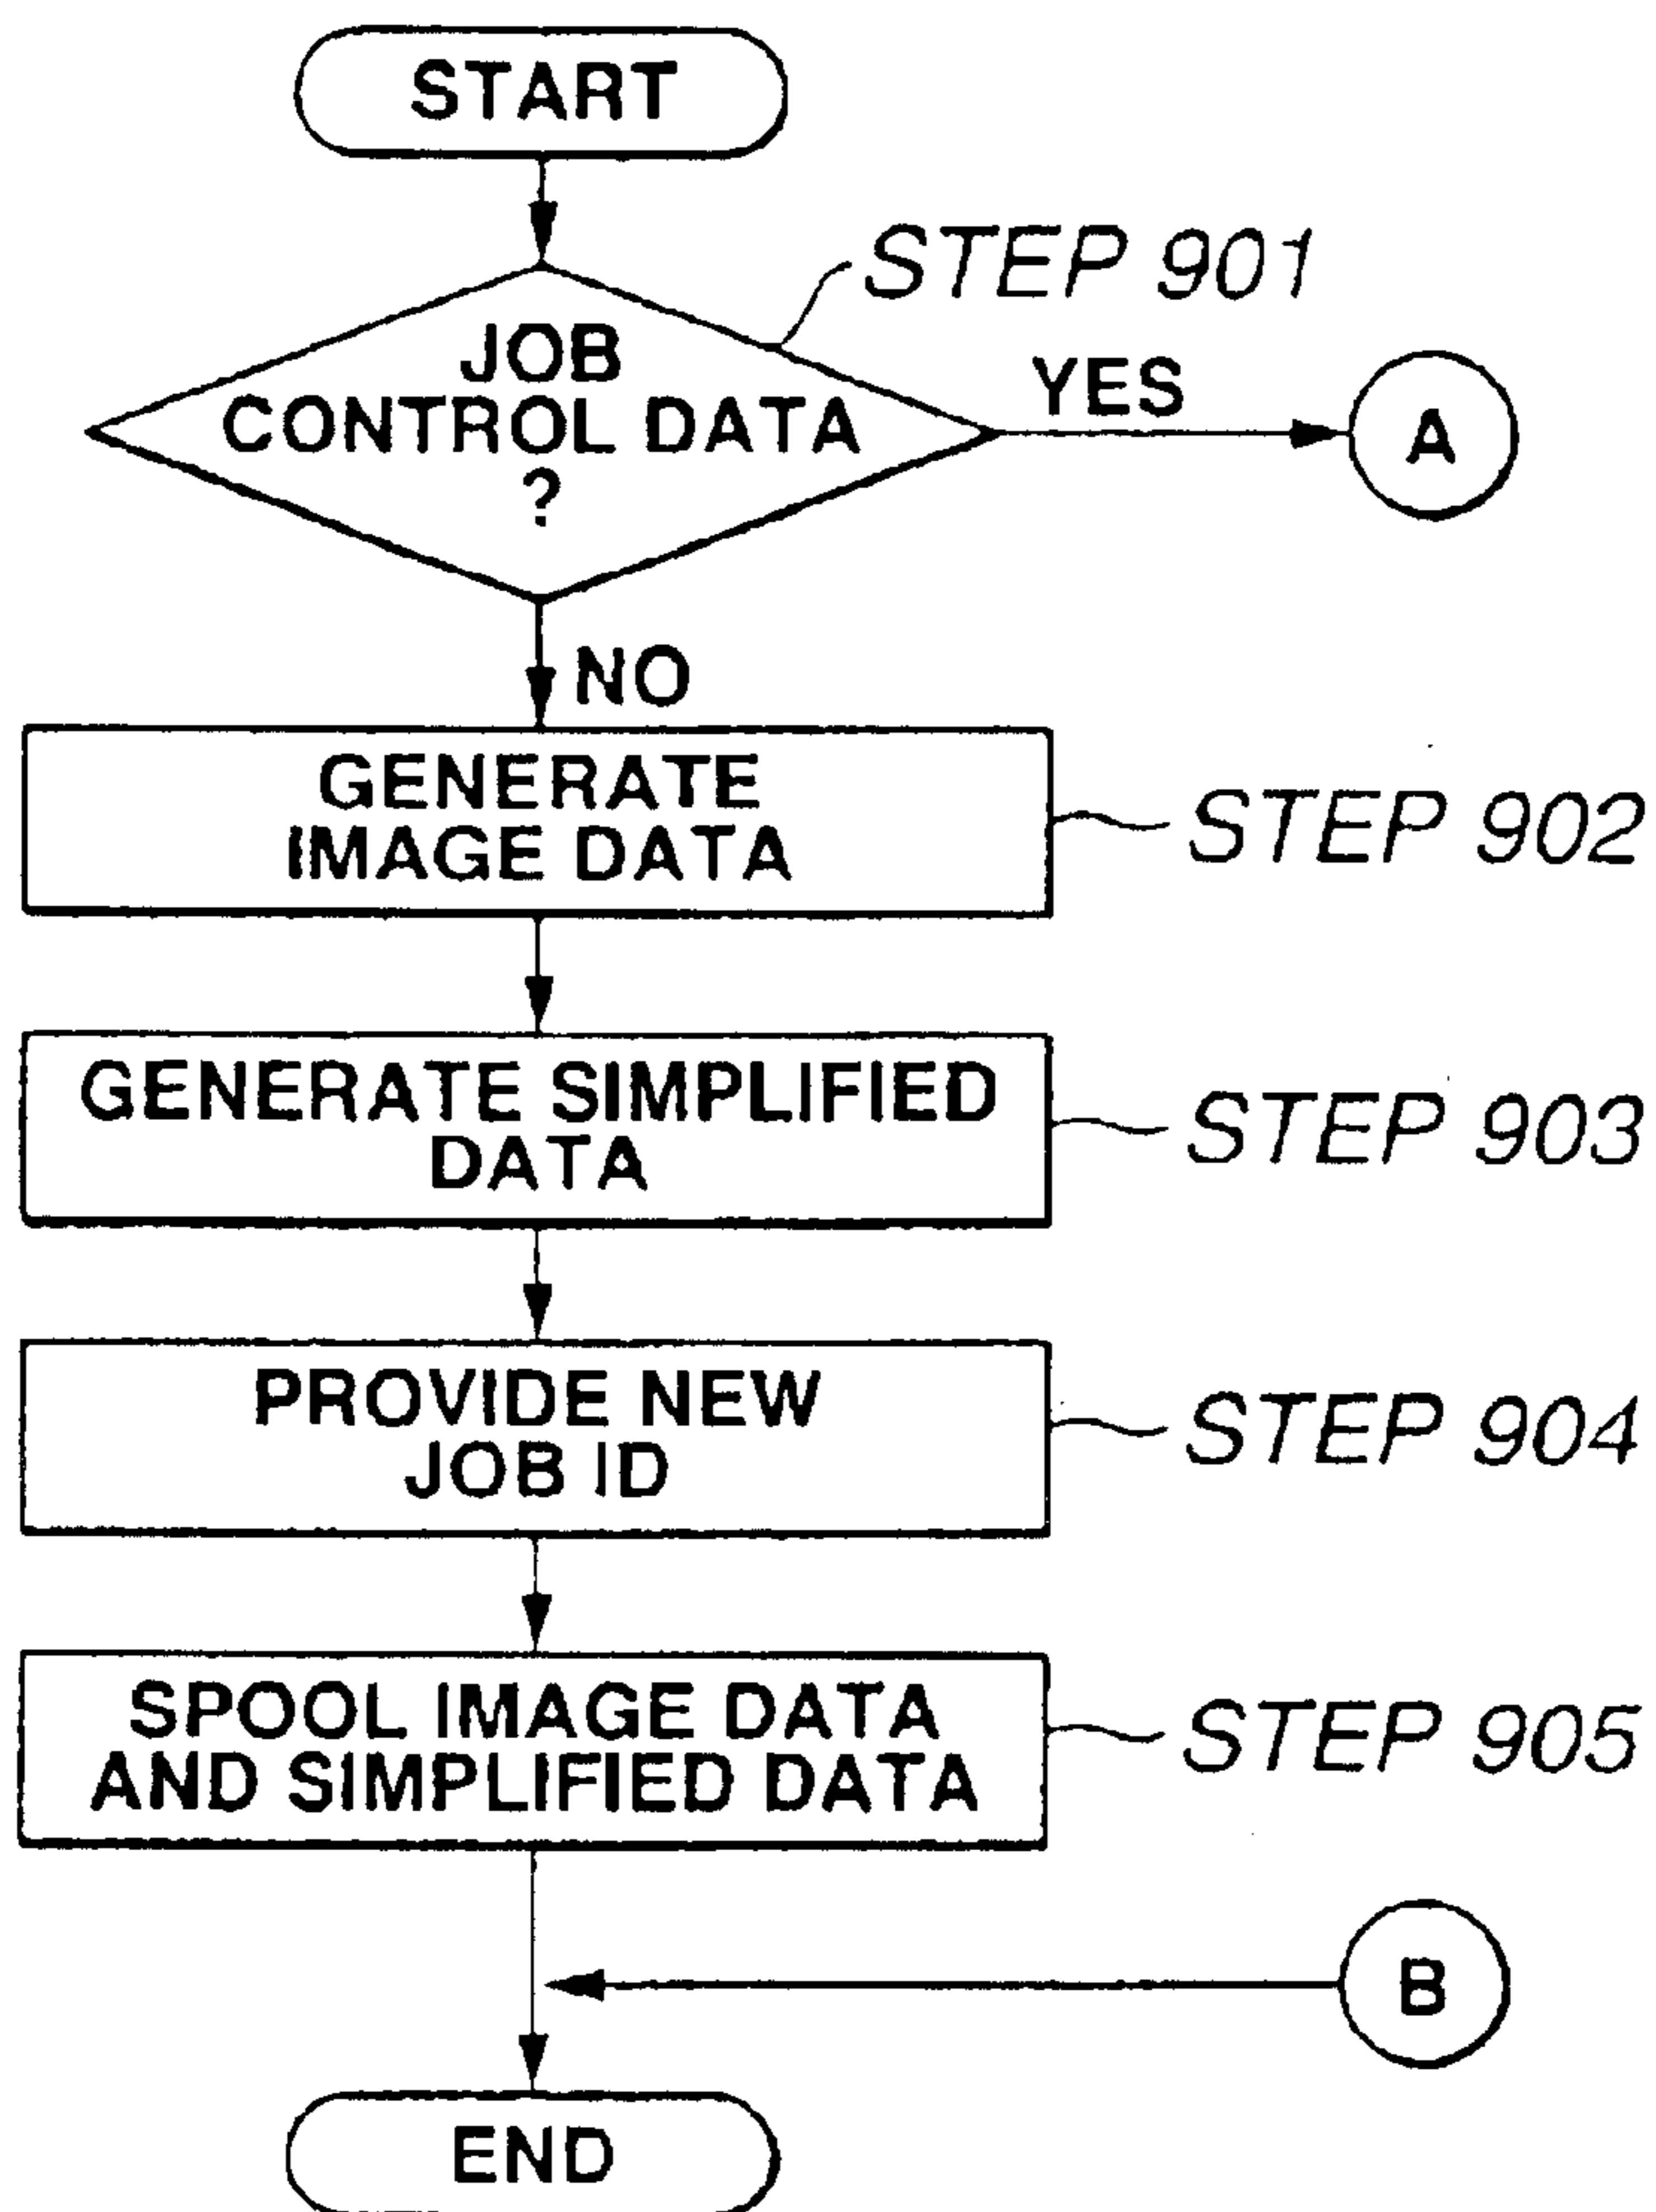 START
STEP 901
JOB
CONTROL DATA
?
YES
A
NO
GENERATE
IMAGE DATA
STEP 902
GENERATE SIMPLIFIED
DATA
STEP 903
PROVIDE NEW
JOB ID
STEP 904
SPOOL IMAGE DATA
AND SIMPLIFIED DATA
STEP 905
B
END